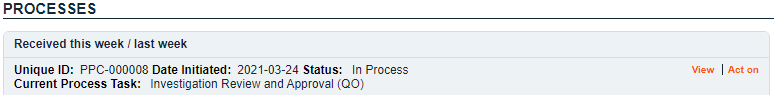 PROCESSES
Received this week / last week
Unique ID: PPC-000008 Date Initiated: 2021-03-24 Status: In Process
View | Act on
Current Process Task: Investigation Review and Approval (QO)